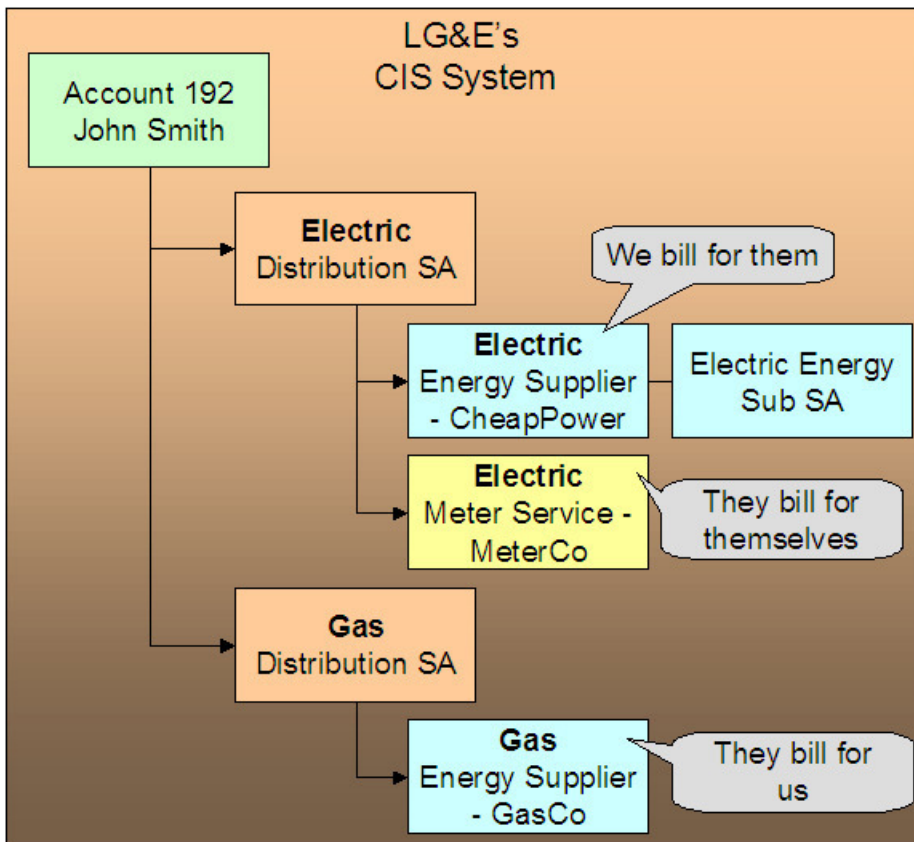 LG&E's
CIS System
Account 192
John Smith
Electric
Distribution SA
We bill for them
Electric
Energy Supplier
- CheapPower
Electric Energy
Sub SA
Electric
Meter Service -
MeterCo
They bill for
themselves
Gas
Distribution SA
Gas
Energy Supplier
- GasCo
They bill for
us